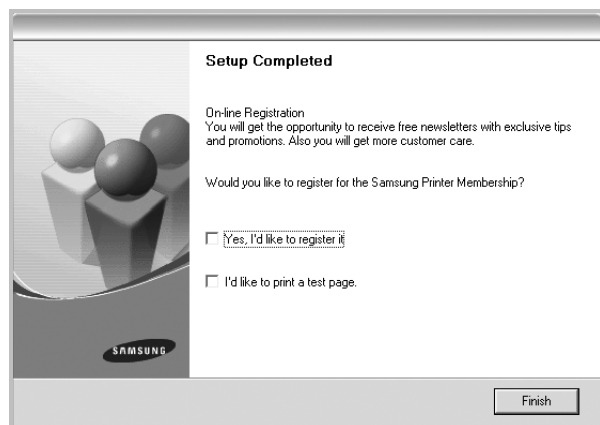 Setup Completed
On-line Registration
You will get the opportunity to receive free newsletters with exclusive tips
and promotions. Also you will get more customer care.
Would you like to register for the Samsung Printer Membership?
Yes, I'd like to register it
I'd like to print a test page.
SAMSUNG
Finish